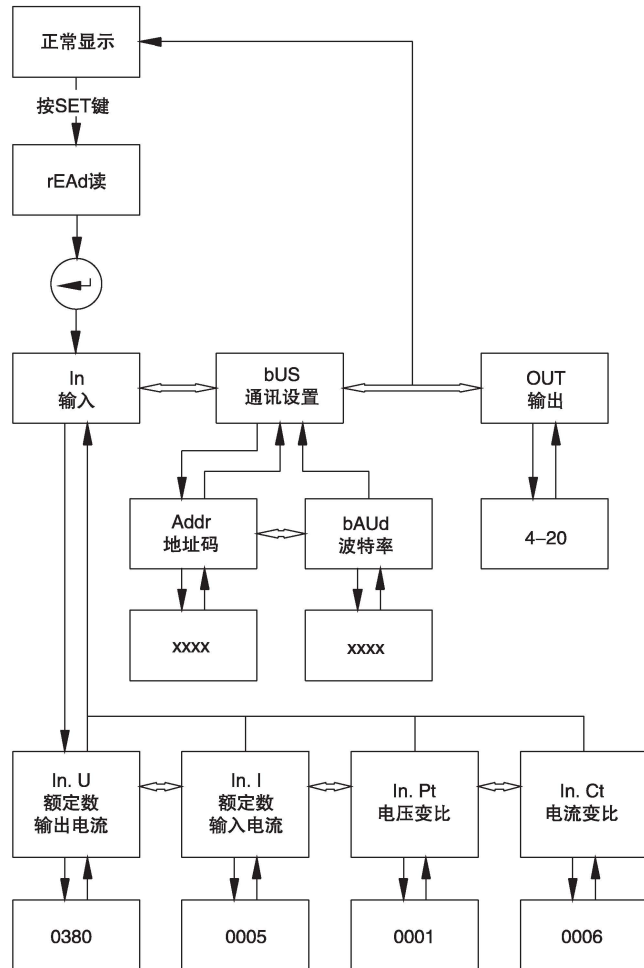 正常显示
按SET键
rEAd读
In
输入
bUS
通讯设置
OUT
输出
Addr
地址码
bAUd
波特率
4–20
xxxx
xxxx
In. U
额定数
输出电流
In. I
额定数
输入电流
In. Pt
电压变比
In. Ct
电流变比
0380
0005
0001
0006